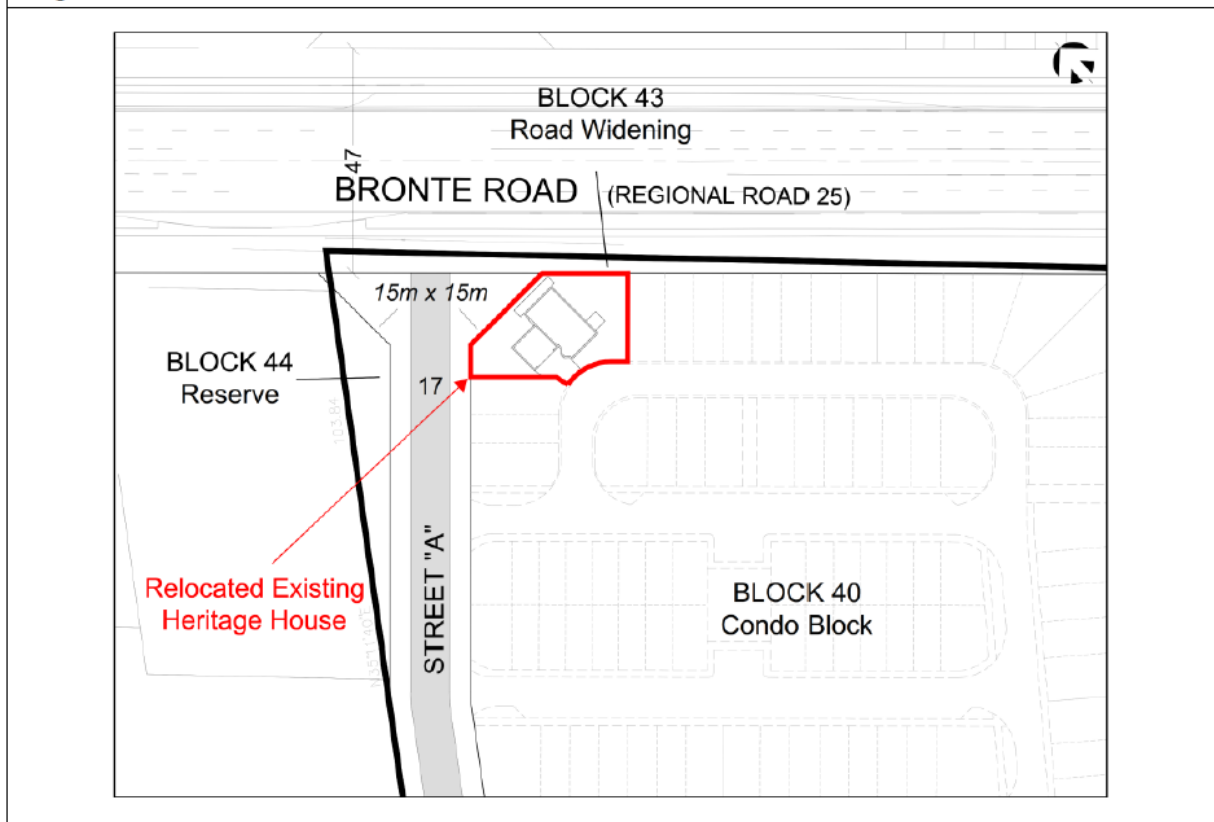 BLOCK 43
Road Widening
47
BRONTE ROAD (REGIONAL ROAD 25)
15m x 15m
BLOCK 44
Reserve
17
STREET "A"
Relocated Existing
Heritage House
BLOCK 40
Condo Block